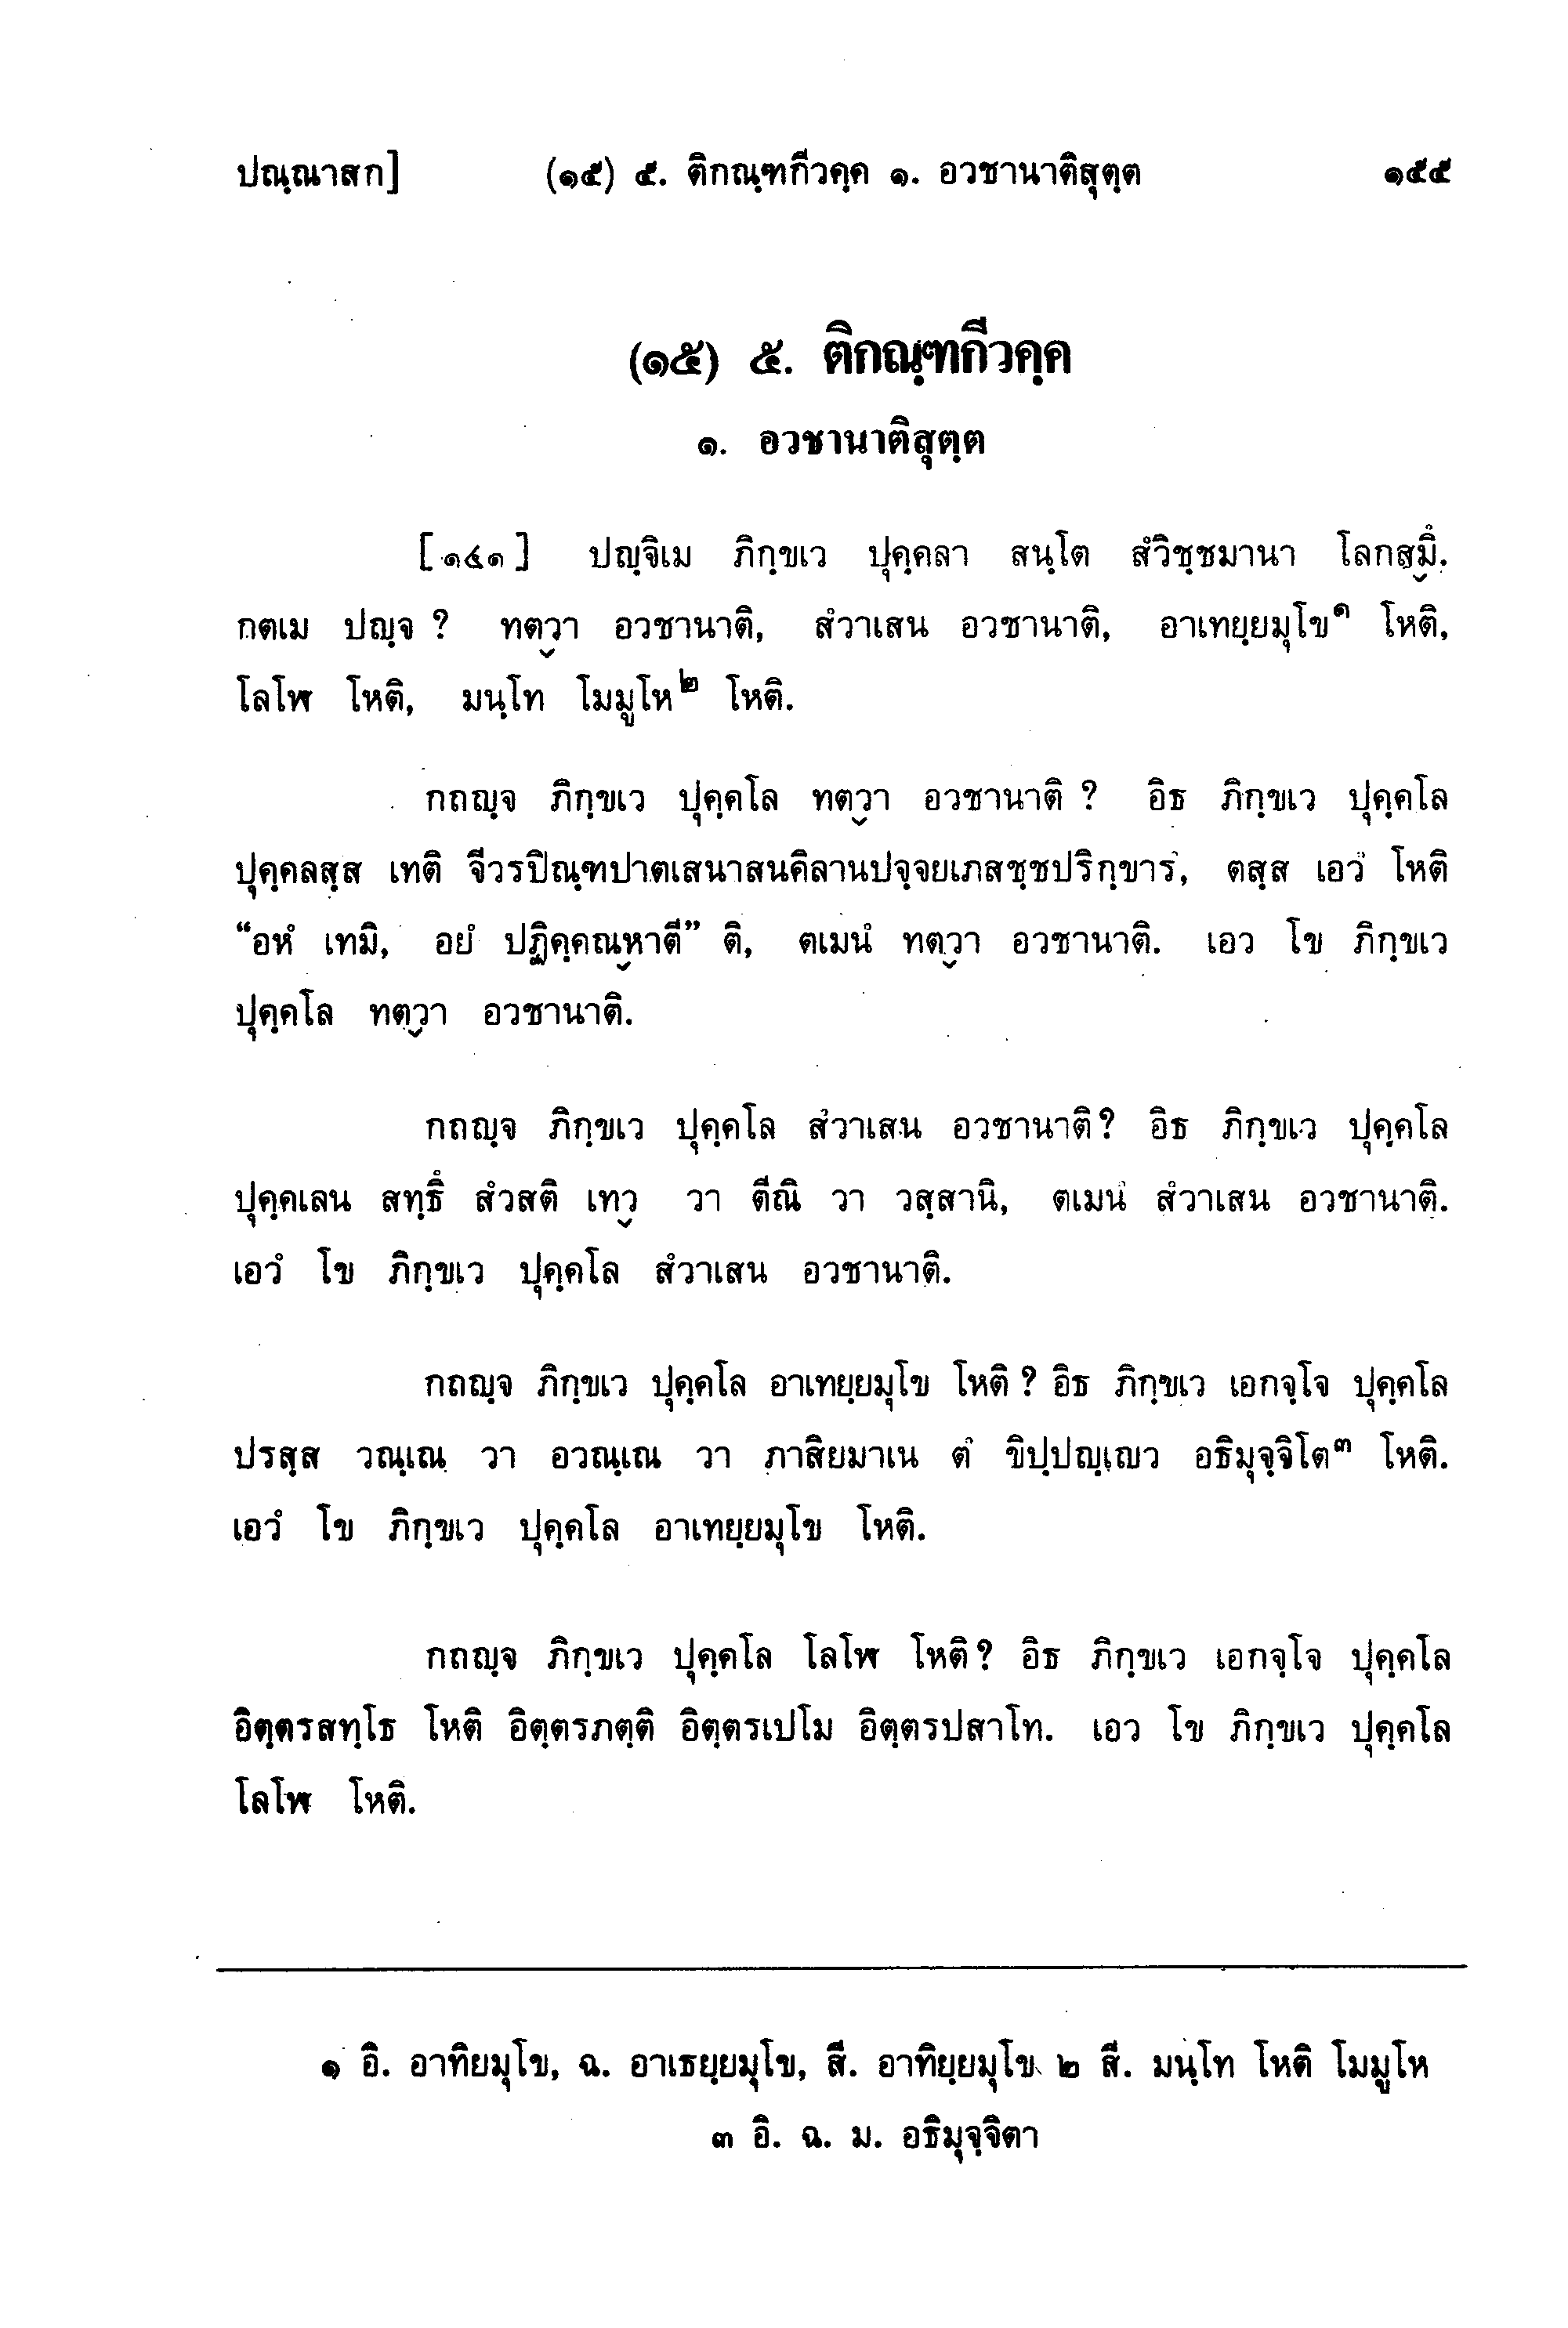 ปณฺณาสก] (๑๕) ๕. ติกณฺฑกีวคฺค ๑. อวชานาติสุตฺต ๑๕๕
(๑๕) ๕. ติกณฺฑกีวคฺค
๑. อวชานาติสุตฺต
[๑๔๑] ปญฺจิเม ภิกฺขเว ปุคฺคลา สนฺโต สํวิชฺชมานา โลกสฺมึ.
กตเม ปญฺจ ? ทตฺวา อวชานาติ, สํวาเสน อวชานาติ, อาเทยฺยมุโข๑ โหติ,
โลโฬ โหติ, มนฺโท โมมูโห๒ โหติ.
กถญฺจ ภิกฺขเว ปุคฺคโล ทตฺวา อวชานาติ ? อิธ ภิกฺขเว ปุคฺคโล
ปุคฺคลสฺส เทติ จีวรปิณฺฑปาตเสนาสนคิลานปจฺจยเภสชฺชปริกฺขารํ, ตสฺส เอวํ โหติ
“อหํ เทมิ, อยํ ปฏิคฺคณฺหาตี” ติ, ตเมนํ ทตฺวา อวชานาติ. เอว โข ภิกฺขเว
ปุคฺคโล ทตฺวา อวชานาติ.
กถญฺจ ภิกฺขเว ปุคฺคโล สํวาเสน อวชานาติ? อิธ ภิกฺขเว ปุคฺคโล
ปุคฺคเลน สทฺธึ สํวสติ เทฺว วา ตีณิ วา วสฺสานิ, ตเมนํ สํวาเสน อวชานาติ.
เอวํ โข ภิกฺขเว ปุคฺคโล สํวาเสน อวชานาติ.
กถญฺจ ภิกฺขเว ปุคฺคโล อาเทยฺยมุโข โหติ ? อิธ ภิกฺขเว เอกจฺโจ ปุคฺคโล
ปรสฺส วณฺเณ วา อวณฺเณ วา ภาสิยมาเน ตํ ขิปฺปญฺเญว อธิมุจฺจิโต๓ โหติ.
เอวํ โข ภิกฺขเว ปุคฺคโล อาเทยฺยมุโข โหติ.
กถญฺจ ภิกฺขเว ปุคฺคโล โลโฬ โหติ? อิธ ภิกฺขเว เอกจฺโจ ปุคฺคโล
อิตฺตรสทฺโธ โหติ อิตฺตรภตฺติ อิตฺตรเปโม อิตฺตรปสาโท. เอว โข ภิกฺขเว ปุคฺคโล
โลโฬ โหติ.
๑ อิ. อาทิยมุโข, ฉ. อาเธยฺยมุโข, สี. อาทิยฺยมุโข ๒ สี. มนฺโท โหติ โมมูโห
๓ อิ. ฉ. ม. อธิมุจฺจิตา